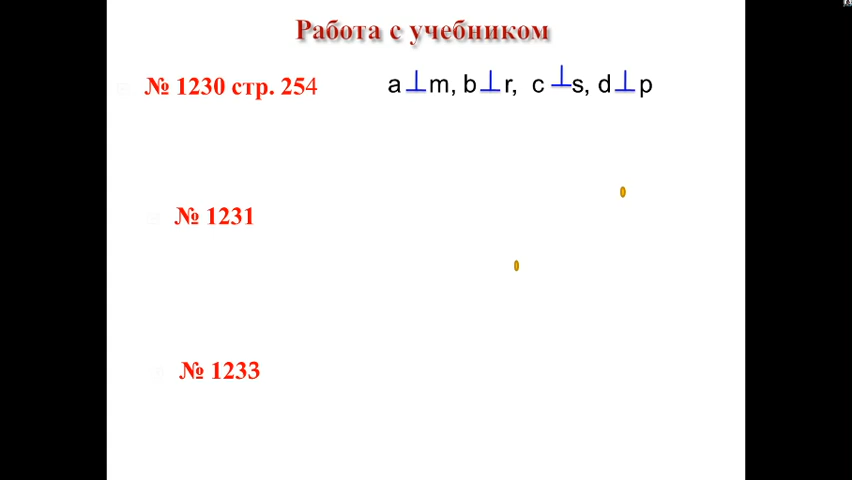 Работа с учебником
№ 1230 стр. 254 a⊥m, b⊥r, c⊥s, d⊥p
№ 1231
№ 1233